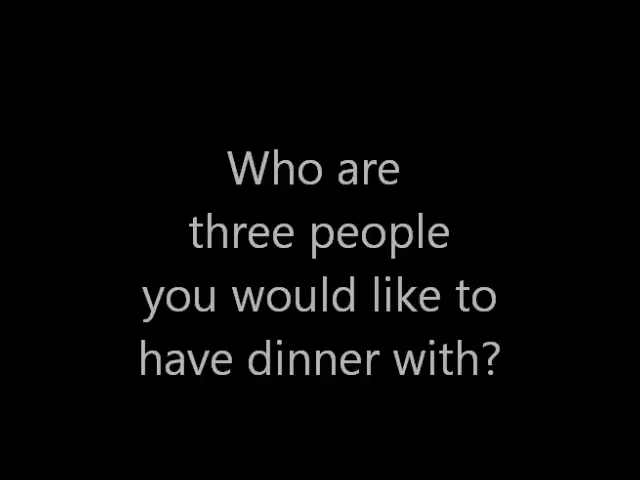 Who are
three people
you would like to
have dinner with?